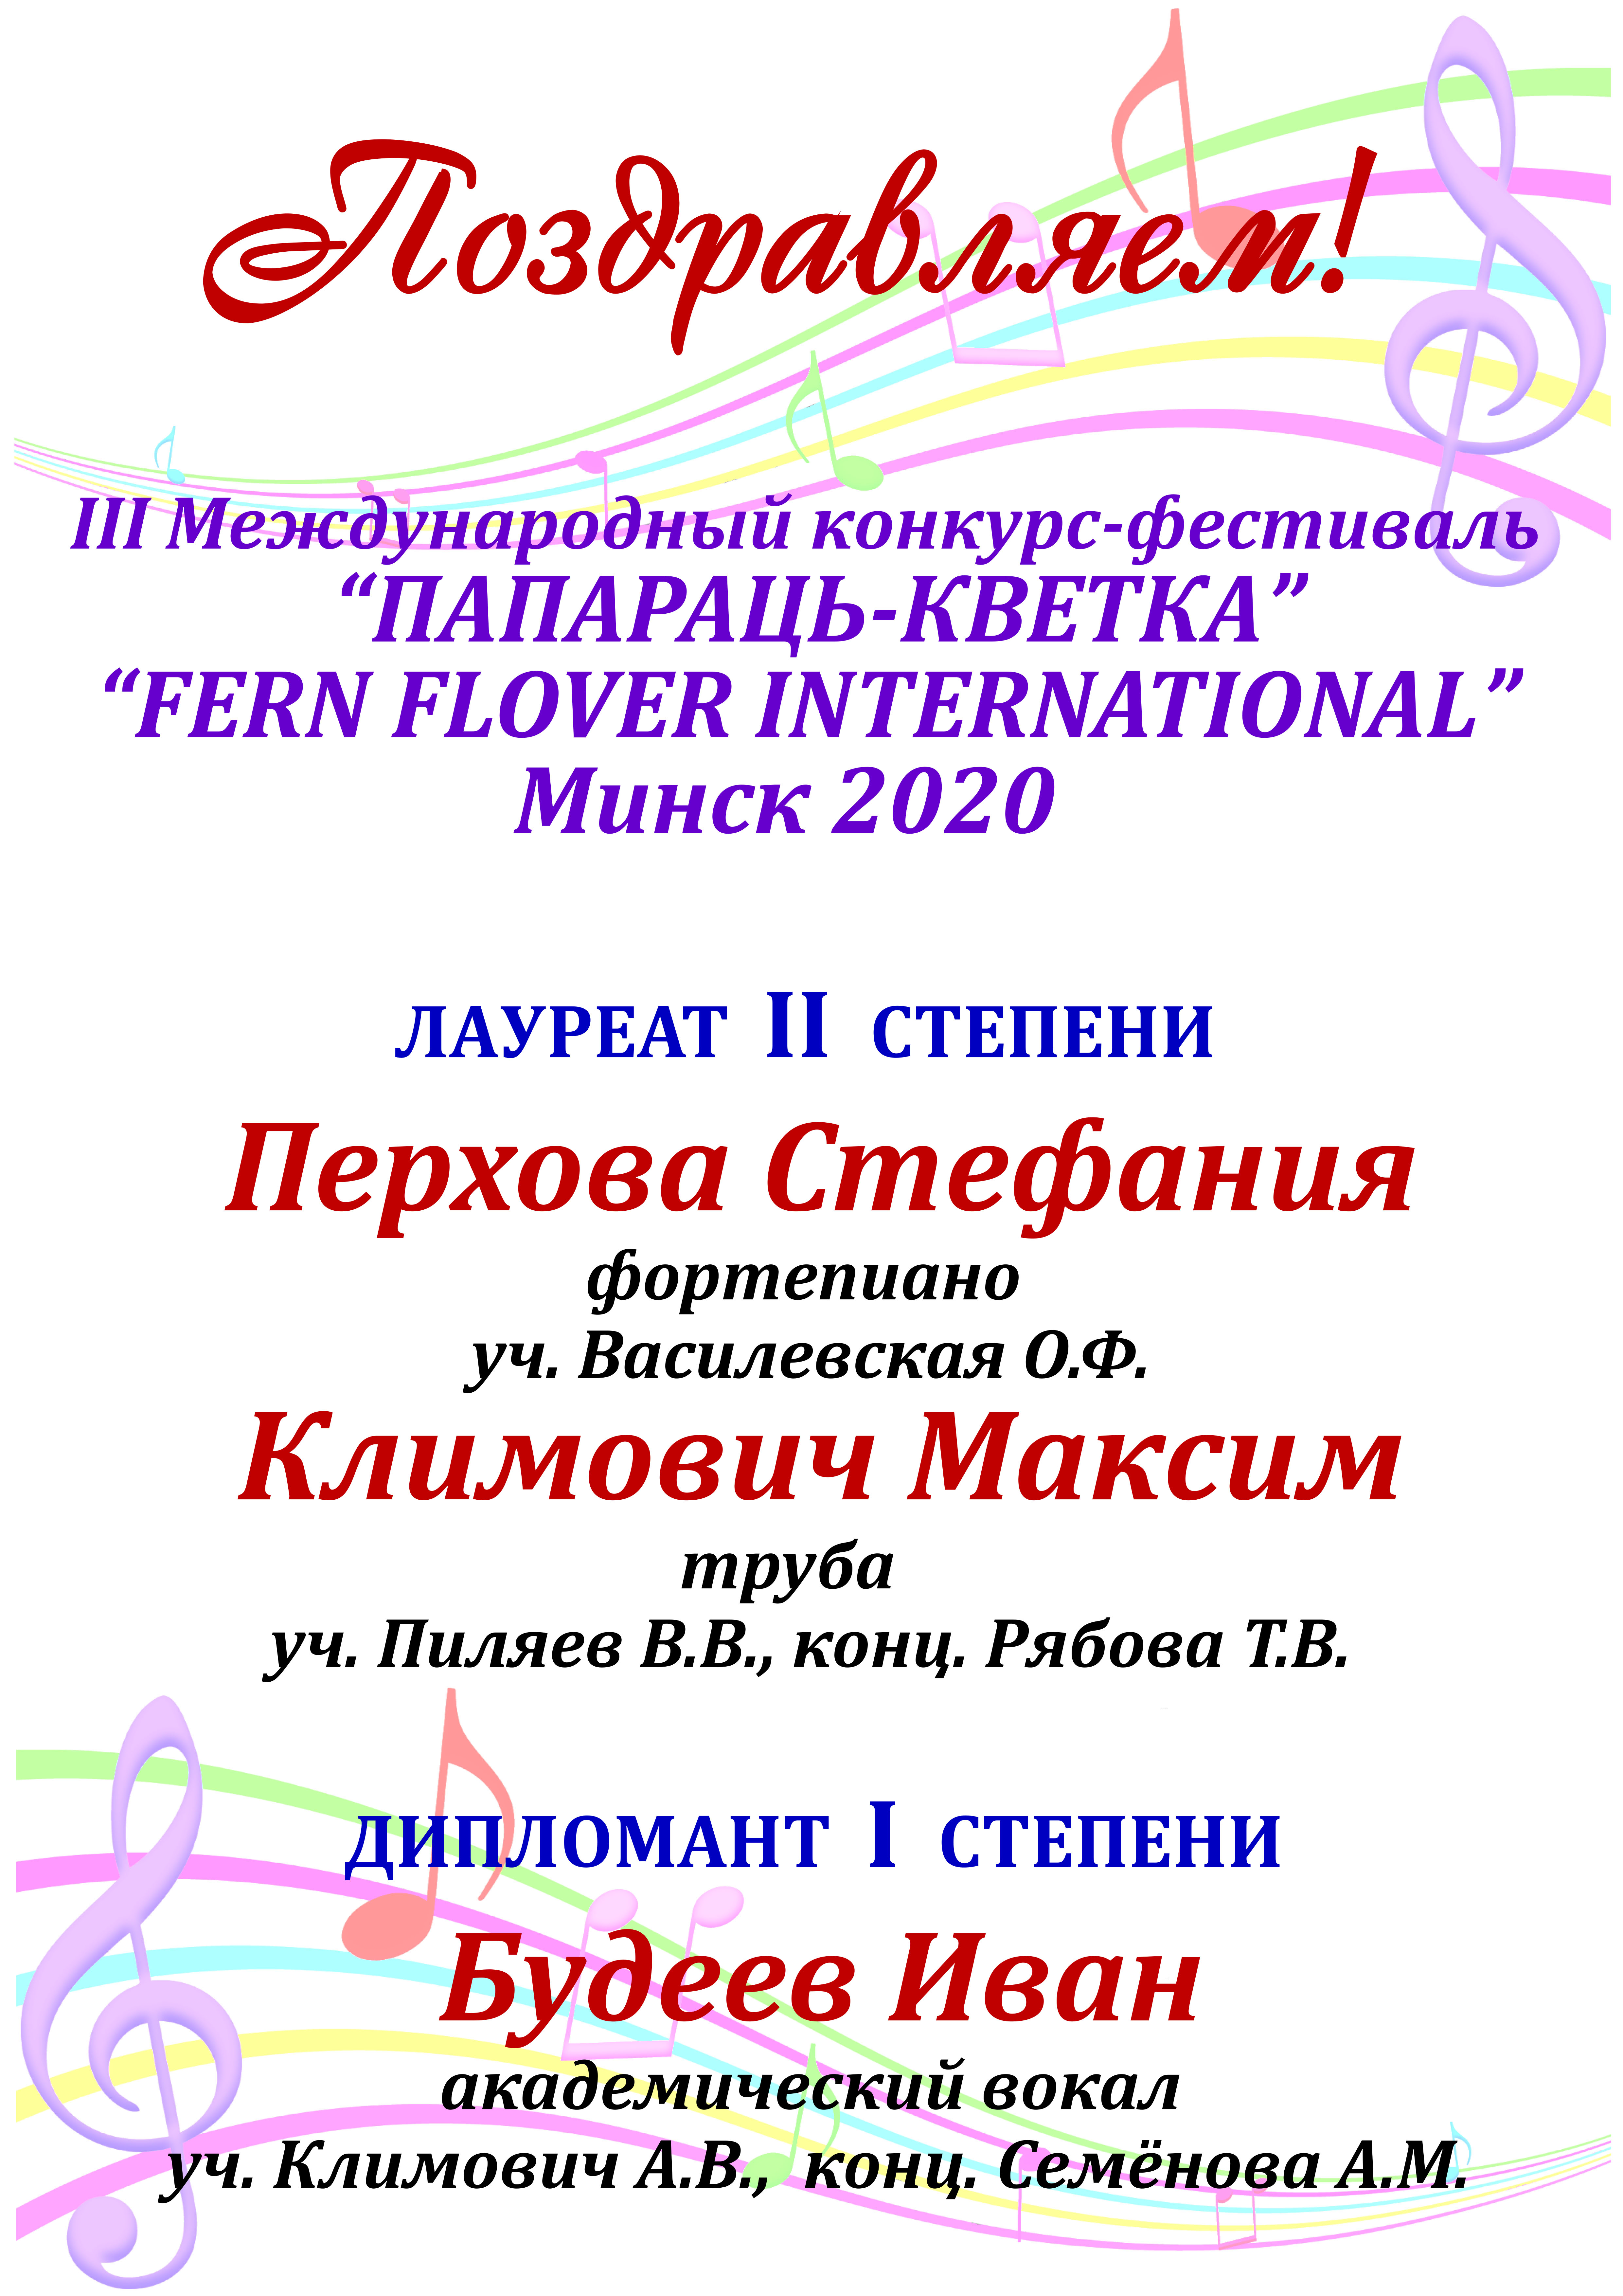 Поздравляем!
III Международный конкурс-фестиваль
“ПАПАРАЦЬ-КВЕТКА”
“FERN FLOVER INTERNATIONAL”
Минск 2020
ЛАУРЕАТ II СТЕПЕНИ
Перхова Стефания
фортепиано
уч. Василевская О.Ф.
Климович Максим
труба
уч. Пиляев В.В., конц. Рябова Т.В.
ДИПЛОМАНТ I СТЕПЕНИ
Будеев Иван
академический вокал
уч. Климович А.В., конц. Семёнова А.М.